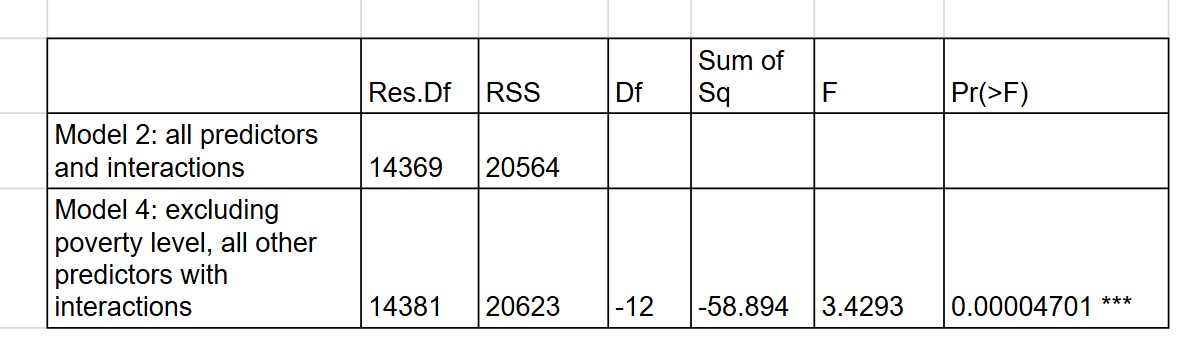 Res.Df RSS Df Sum of Sq F Pr(>F)
Model 2: all predictors
and interactions 14369 20564
Model 4: excluding
poverty level, all other
predictors with
interactions 14381 20623 -12 -58.894 3.4293 0.00004701 ***